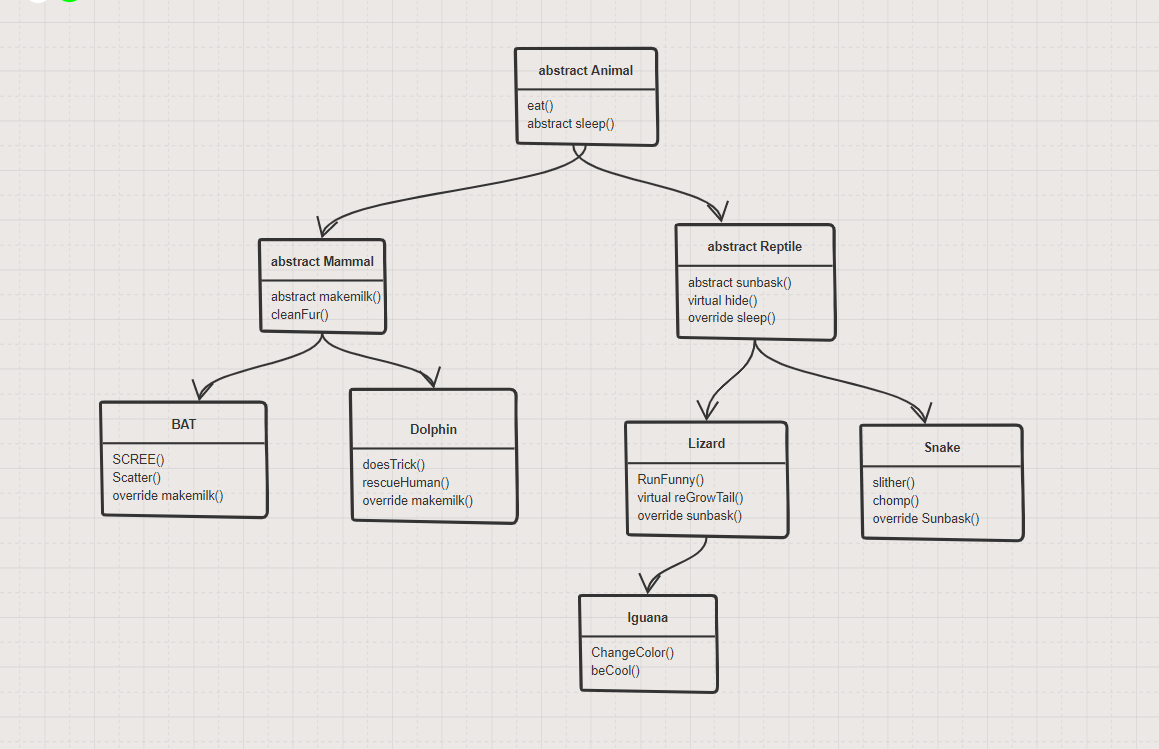 abstract Animal
eat()
abstract sleep()
abstract Mammal
abstract makemilk()
cleanFur()
abstract Reptile
abstract sunbask()
virtual hide()
override sleep()
BAT
SCREE()
Scatter()
override makemilk()
Dolphin
doesTrick()
rescueHuman()
override makemilk()
Lizard
RunFunny()
virtual reGrowTail()
override sunbask()
Snake
slither()
chomp()
override Sunbask()
Iguana
ChangeColor()
beCool()